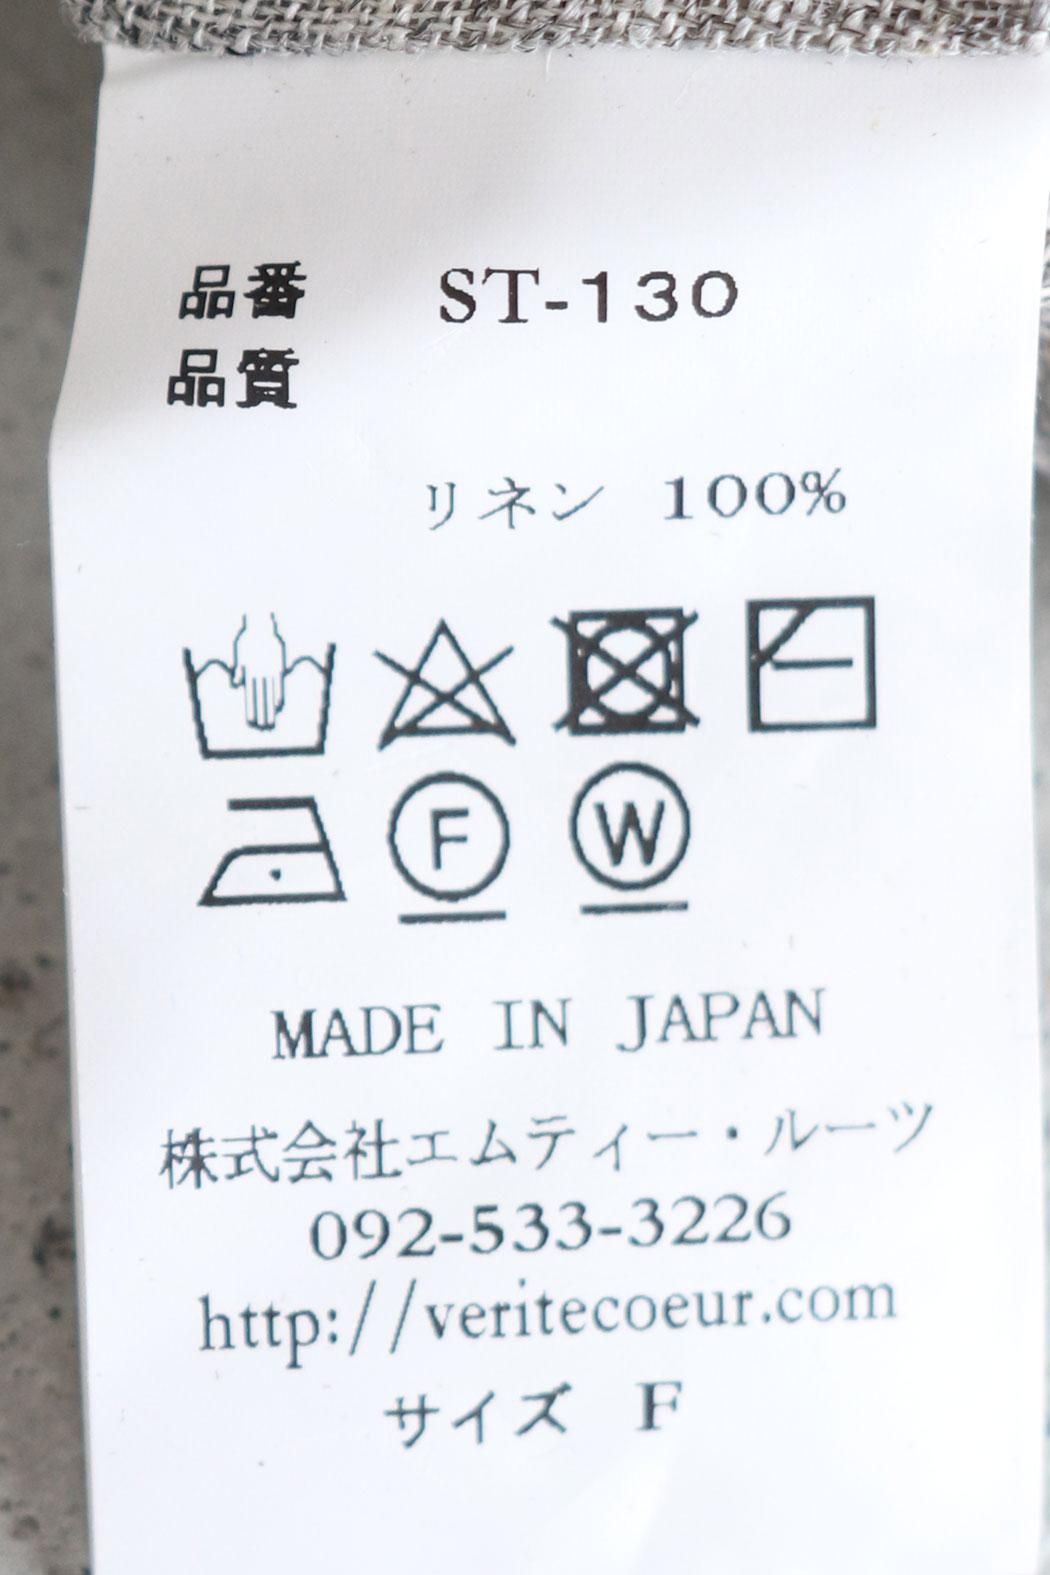 品番 ST-130
品質
リネン 100%
F W
MADE IN JAPAN
株式会社エムティー・ルーツ
092-533-3226
http://veritecoeur.com
サイズ F